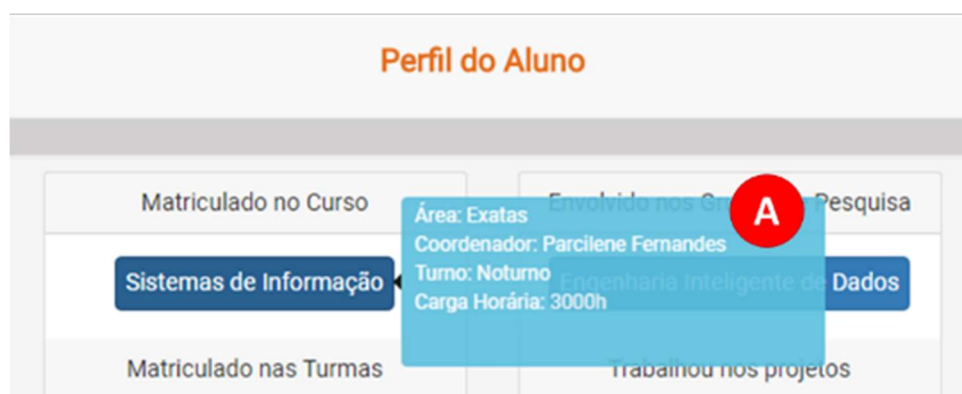 Perfil do Aluno
Matriculado no Curso
Envolvido nos Gru Pesquisa
A
Sistemas de Informação
Área: Exatas
Coordenador: Parcilene Fernandes
Turno: Noturno
Carga Horária: 3000h
Engenharia Inteligente de Dados
Matriculado nas Turmas
Trabalhou nos projetos